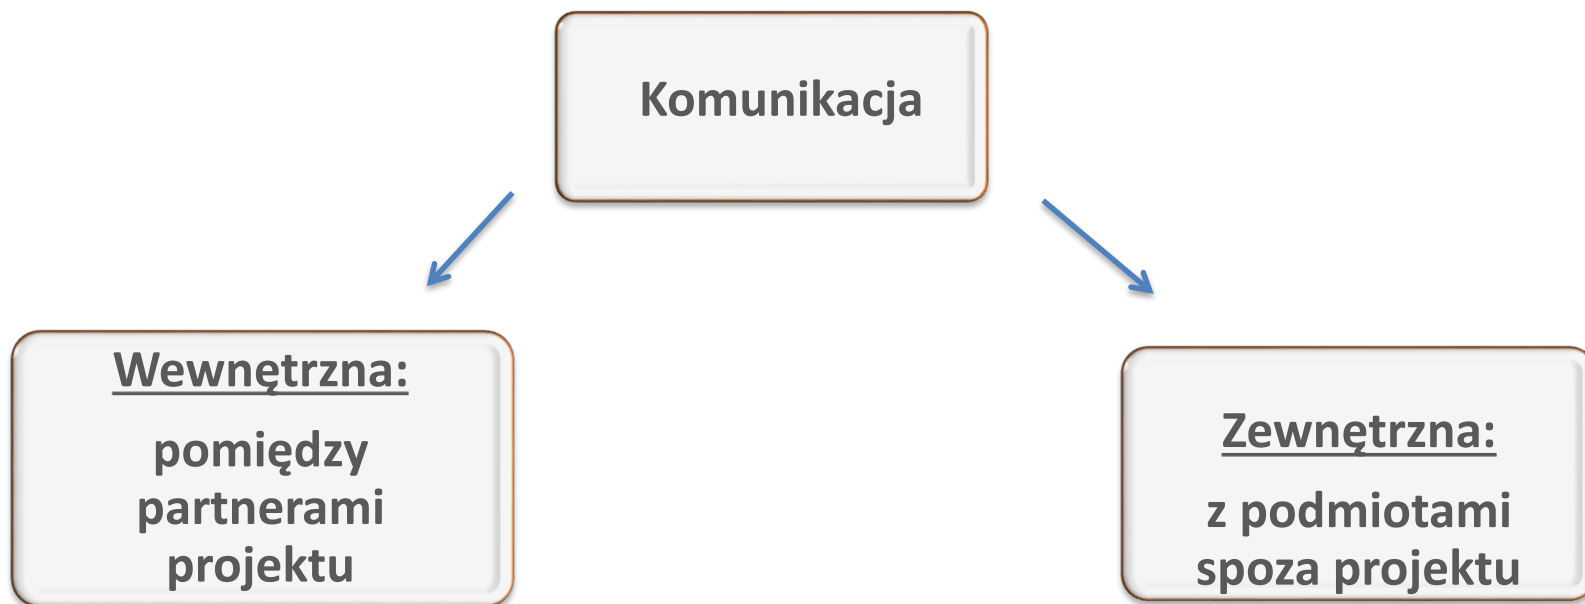 Komunikacja
Wewnętrzna:
pomiędzy
partnerami
projektu
Zewnętrzna:
z podmiotami
spoza projektu